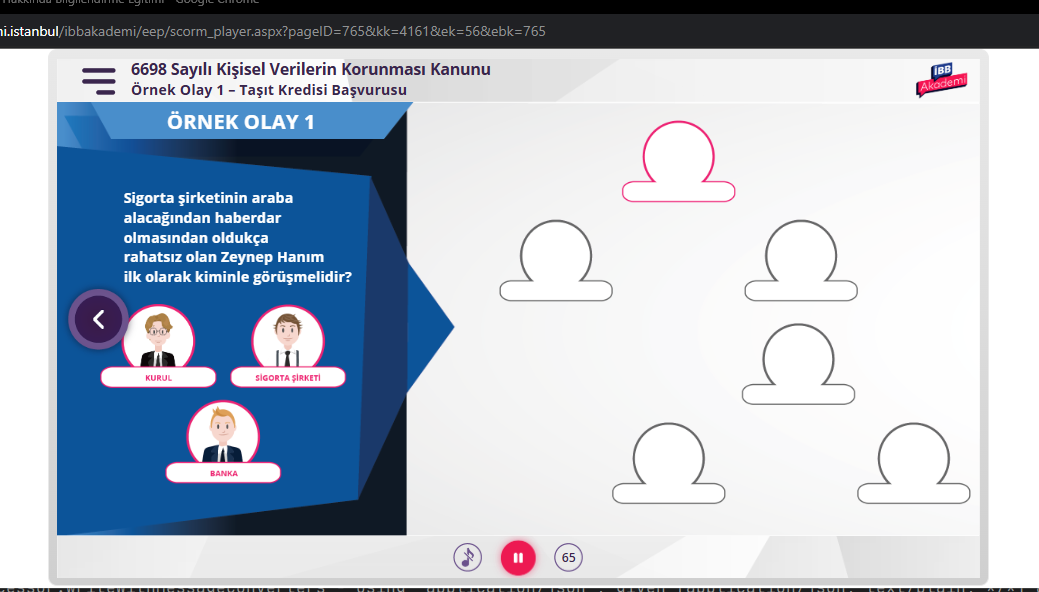 Hakkında Bilgilendirme Eğitimi - Google Chrome
ni.istanbul/ibbakademi/eep/scorm_player.aspx?pageID=765&kk=4161&ek=56&ebk=765
6698 Sayılı Kişisel Verilerin Korunması Kanunu
Örnek Olay 1 – Taşıt Kredisi Başvurusu
İBB
Akademi
ÖRNEK OLAY 1
Sigorta şirketinin araba
alacağından haberdar
olmasından oldukça
rahatsız olan Zeynep Hanım
ilk olarak kiminle görüşmelidir?
KURUL
SİGORTA ŞİRKETİ
BANKA
65